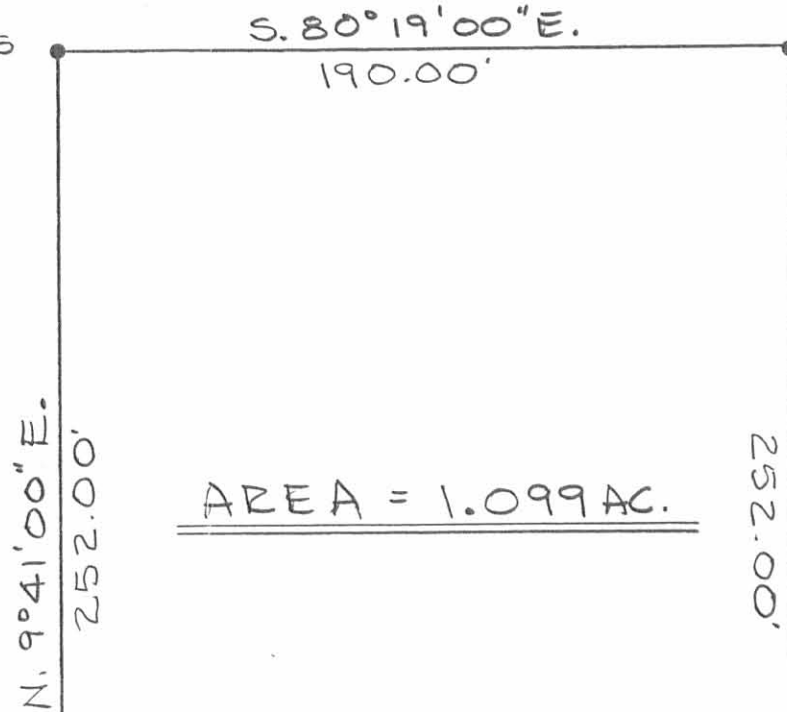 S. 80°19'00"E.
190.00'
N. 9°41'00"E.
252.00'
AREA = 1.099 AC.
252.00'